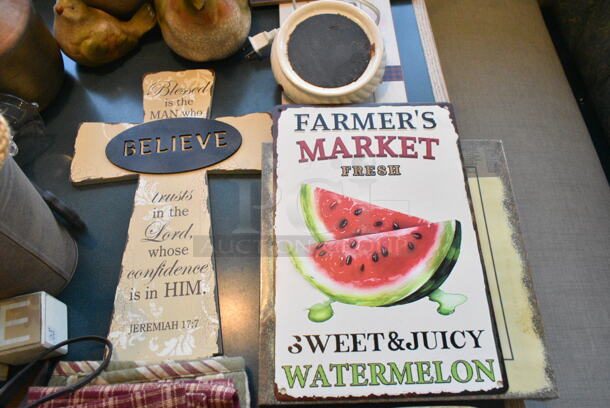 Blessed
is the
MAN who
BELIEVE
trusts
in the
Lord,
whose
confidence
is in HIM.
JEREMIAH 17:7
FARMER'S
MARKET
FRESH
SWEET&JUICY
WATERMELON
E